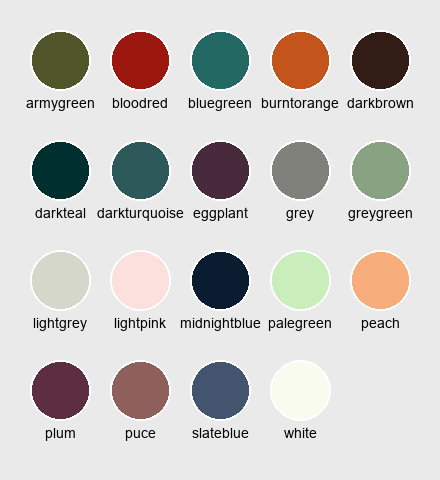 armygreen bloodred bluegreen burntorange darkbrown
darkteal darkturquoise eggplant grey greygreen
lightgrey lightpink midnightblue palegreen peach
plum puce slateblue white